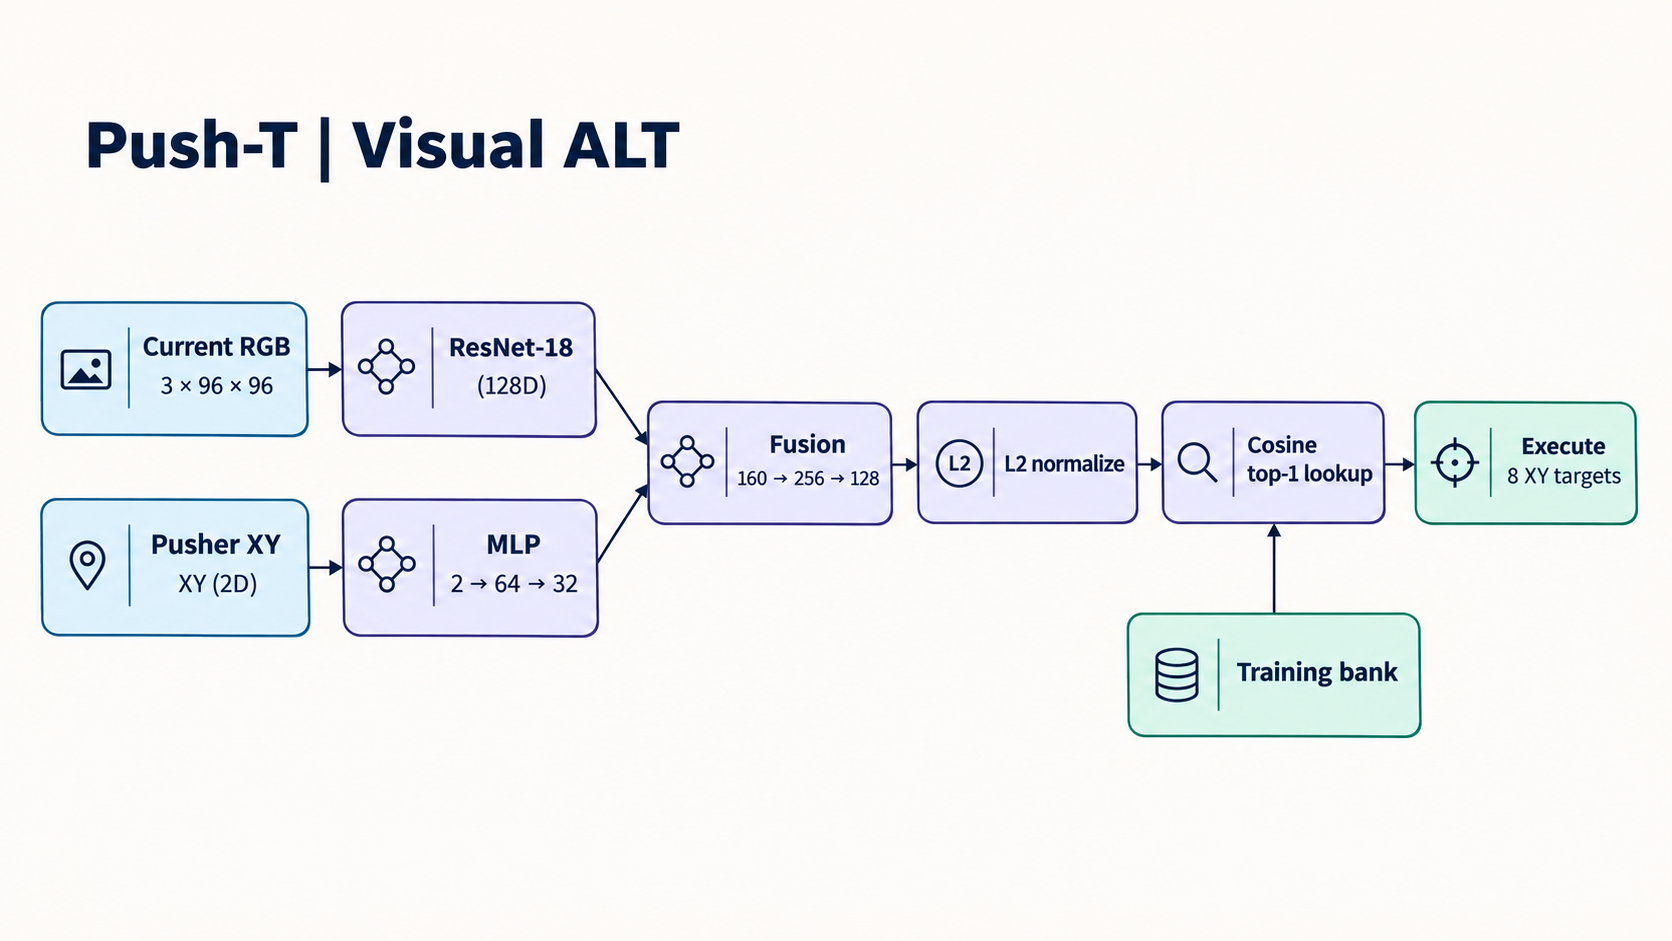 Push-T | Visual ALT
Current RGB
3 × 96 × 96
ResNet-18
(128D)
Pusher XY
XY (2D)
MLP
2 → 64 → 32
Fusion
160 → 256 → 128
L2
L2 normalize
Cosine
top-1 lookup
Execute
8 XY targets
Training bank